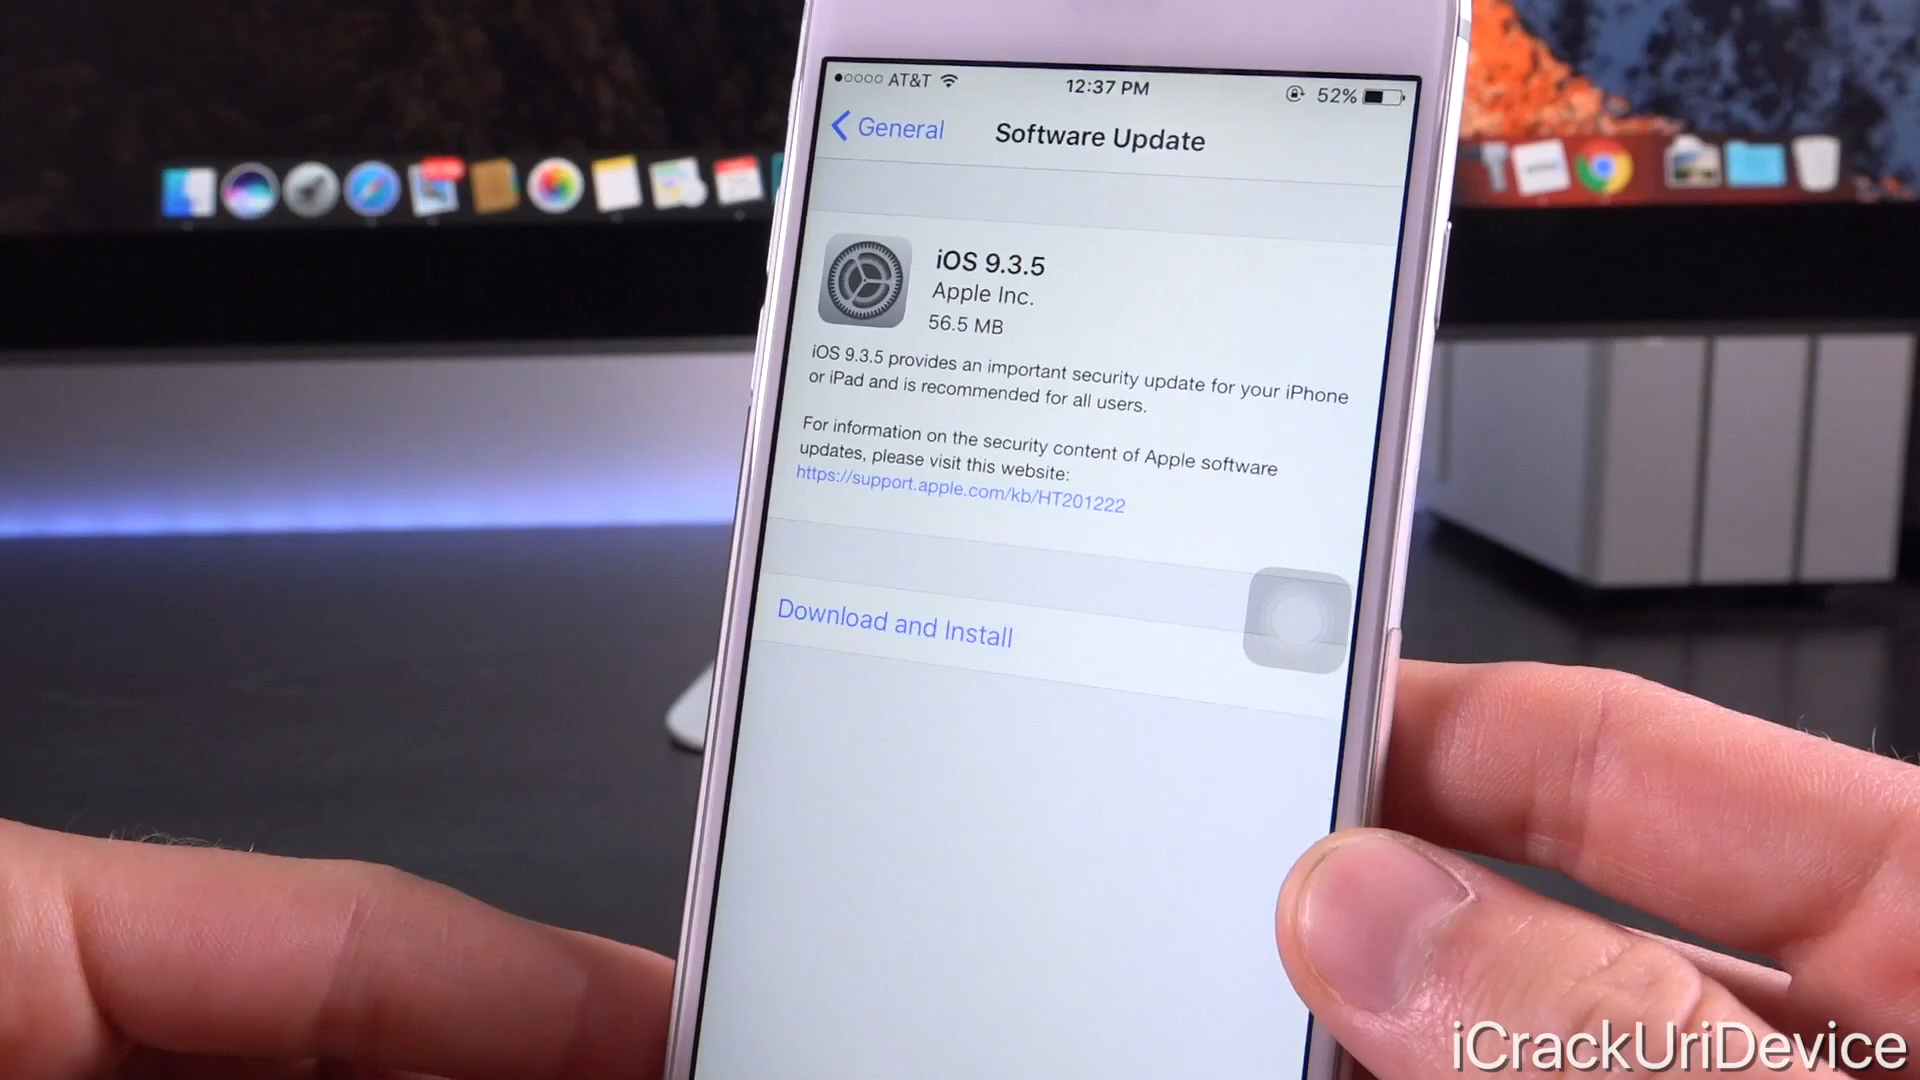 AT&T 12:37 PM 52%
General Software Update
iOS 9.3.5
Apple Inc.
56.5 MB
iOS 9.3.5 provides an important security update for your iPhone
or iPad and is recommended for all users.
For information on the security content of Apple software
updates, please visit this website:
https://support.apple.com/kb/HT201222
Download and Install
iCrackUriDevice